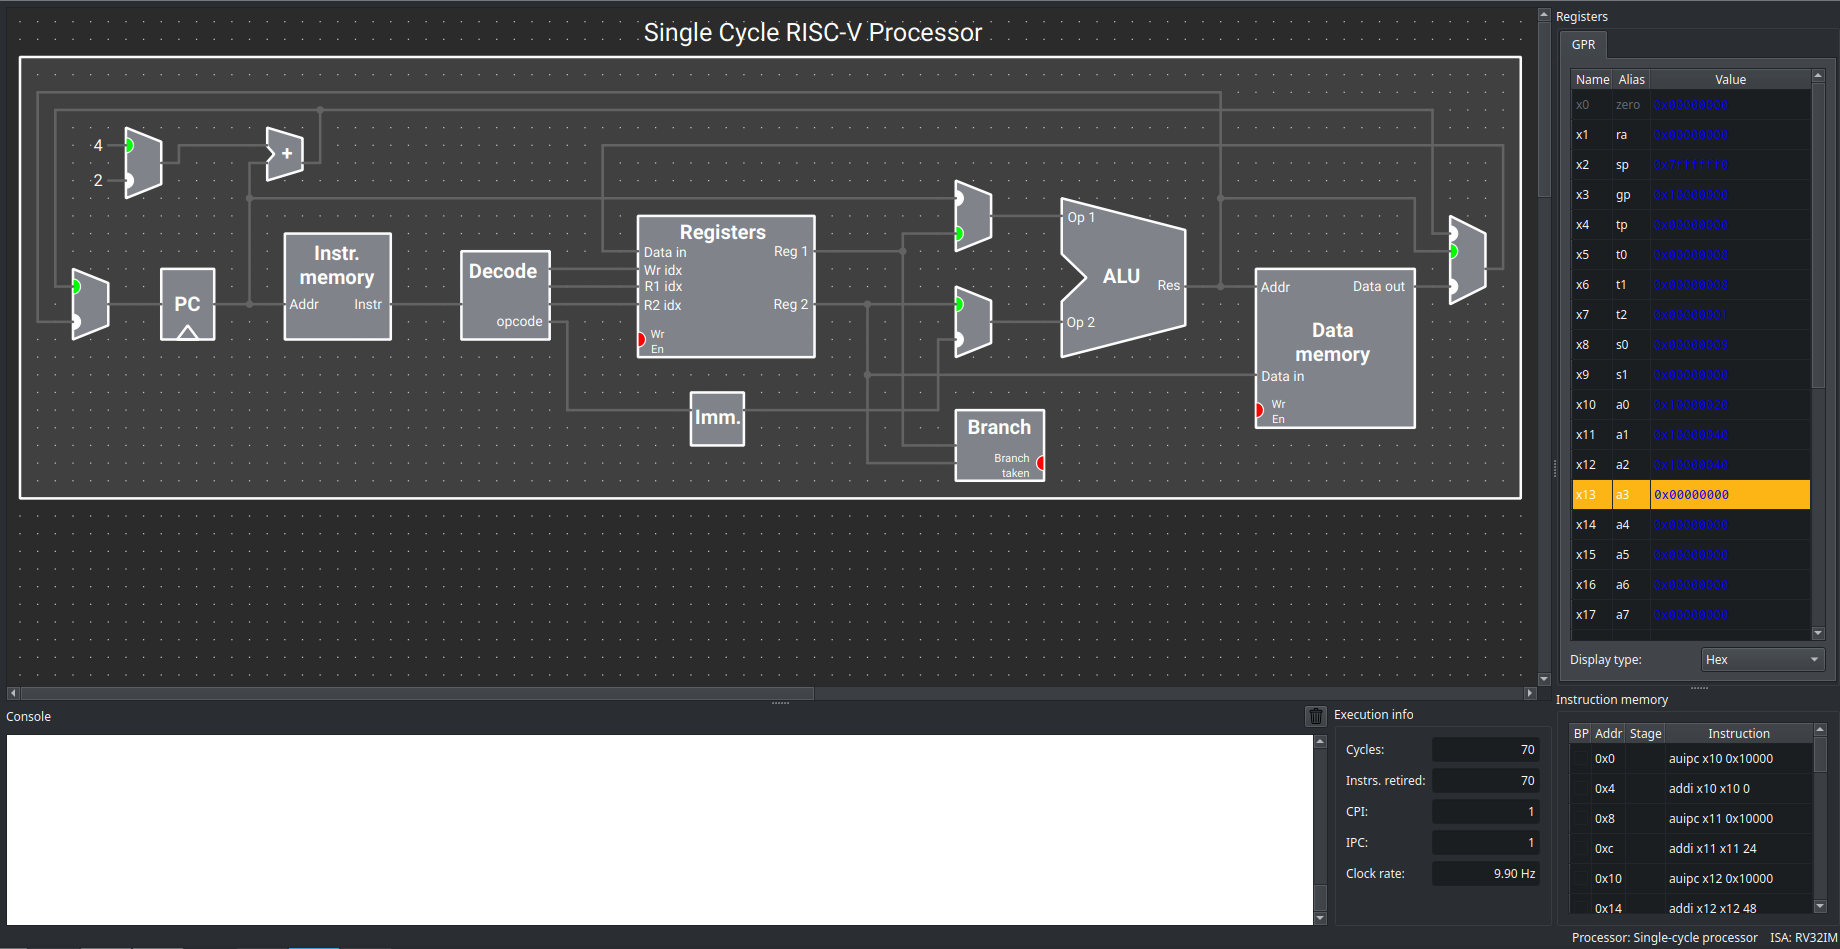 Single Cycle RISC-V Processor
4
2
+
PC
Instr.
memory
Addr Instr
Decode
opcode
Registers
Data in Reg 1
Wr idx
R1 idx
R2 idx Reg 2
Wr
En
Imm.
Op 1
ALU
Res
Op 2
Branch
Branch
taken
Addr Data out
Data
memory
Data in
Wr
En
Registers
GPR
Name Alias Value
x0 zero 0x00000000
x1 ra 0x00000000
x2 sp 0x7ffffff0
x3 gp 0x10000000
x4 tp 0x00000000
x5 t0 0x00000000
x6 t1
x7 t2
x8 s0
x9 s1 0x00000000
x10 a0 0x10000020
x11 a1 0x10000040
x12 a2 0x10000040
x13 a3 0x00000000
x14 a4 0x00000000
x15 a5 0x00000000
x16 a6 0x00000000
x17 a7 0x00000000
Display type: Hex
Console
Execution info
Cycles: 70
Instrs. retired: 70
CPI: 1
IPC: 1
Clock rate: 9.90 Hz
Instruction memory
BP Addr Stage Instruction
0x0 auipc x10 0x10000
0x4 addi x10 x10 0
0x8 auipc x11 0x10000
0xc addi x11 x11 24
0x10 auipc x12 0x10000
0x14 addi x12 x12 48
Processor: Single-cycle processor ISA: RV32IM